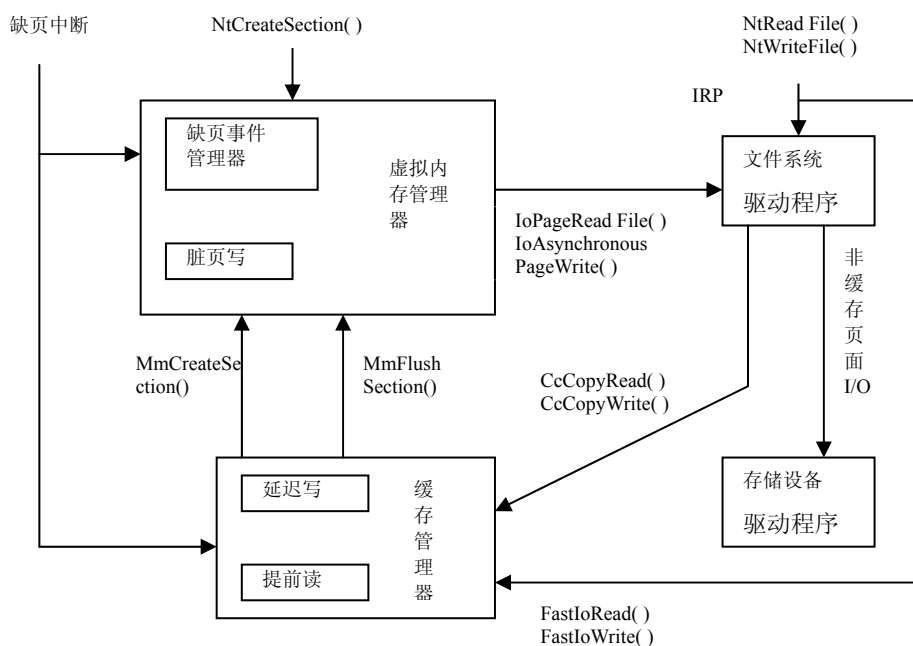 缺页中断
NtCreateSection( )
NtRead File( )
NtWriteFile( )
IRP
缺页事件
管理器
虚拟内
存管理
器
脏页写
文件系统
驱动程序
IoPageRead File( )
IoAsynchronous
PageWrite( )
非
缓
存
页
面
I/O
MmCreateSe
ction()
MmFlush
Section()
CcCopyRead( )
CcCopyWrite( )
延迟写
提前读
缓
存
管
理
器
存储设备
驱动程序
FastIoRead( )
FastIoWrite( )